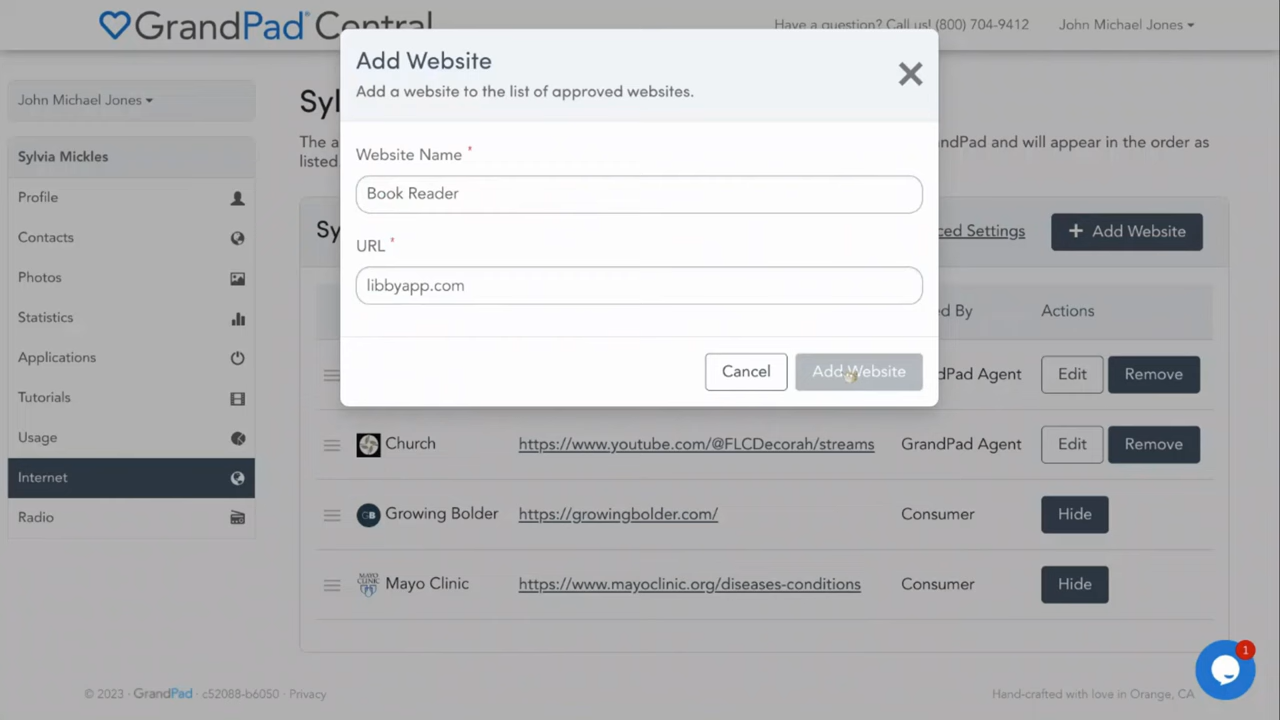 GrandPad® Central
Have a question? Call us! (800) 704-9412
John Michael Jones
John Michael Jones
Sylvia Mickles
Profile
Contacts
Photos
Statistics
Applications
Tutorials
Usage
Internet
Radio
Syl
The a
ndPad and will appear in the order as
listed
Sy
ced Settings
+ Add Website
d By
Actions
dPad Agent
Edit
Remove
Church
https://www.youtube.com/@FLCDecorah/streams
GrandPad Agent
Edit
Remove
GB
Growing Bolder
https://growingbolder.com/
Consumer
Hide
MAYO
CLINIC
Mayo Clinic
https://www.mayoclinic.org/diseases-conditions
Consumer
Hide
Add Website
Add a website to the list of approved websites.
Website Name *
Book Reader
URL *
libbyapp.com
Cancel
Add Website
1
© 2023 · GrandPad · c52088-b6050 · Privacy
Hand-crafted with love in Orange, CA